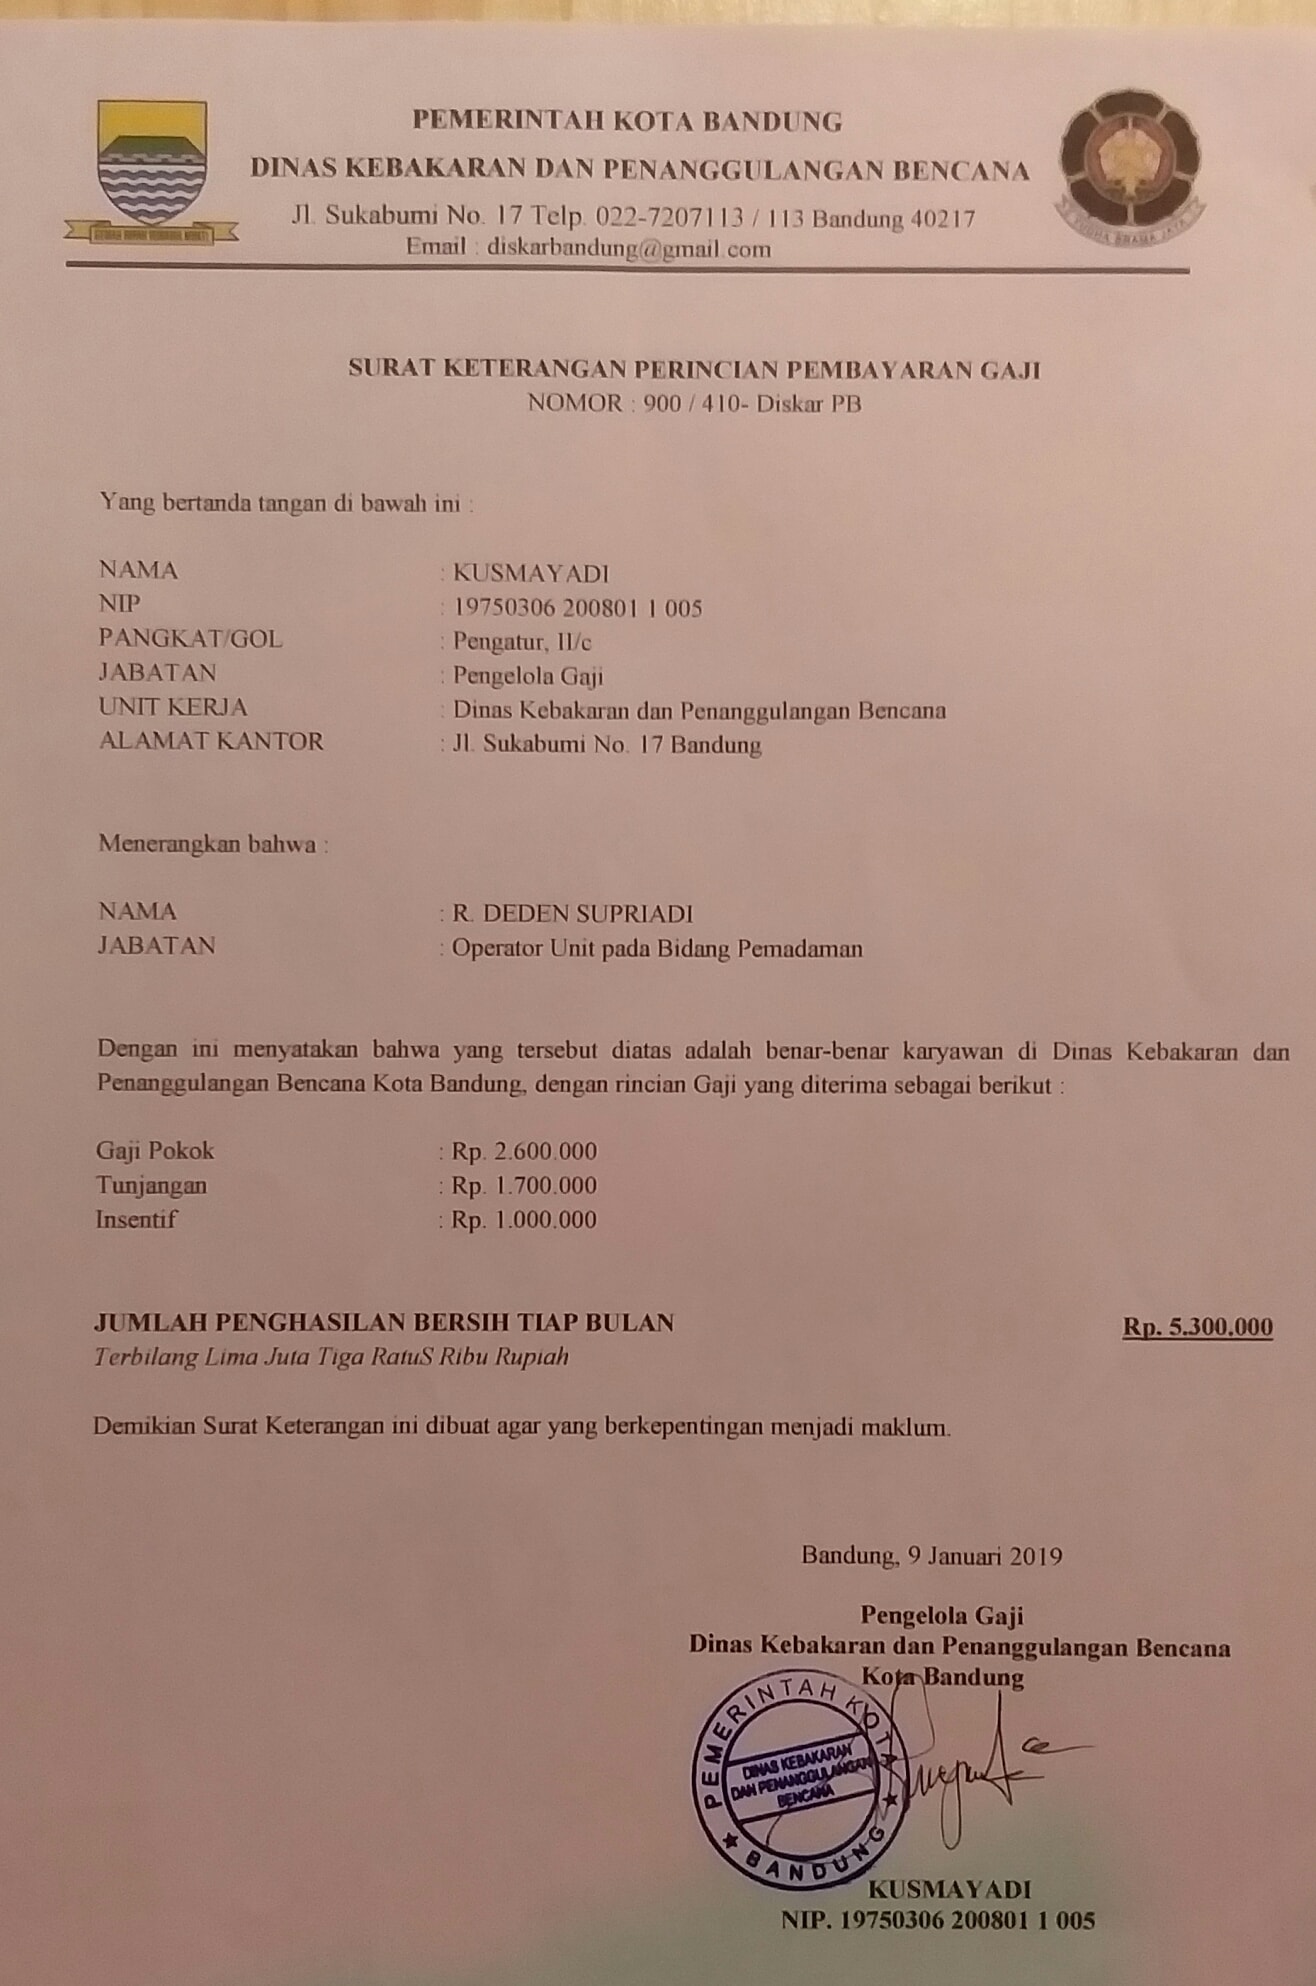 PEMERINTAH KOTA BANDUNG
DINAS KEBAKARAN DAN PENANGGULANGAN BENCANA
Jl. Sukabumi No. 17 Telp. 022-7207113 / 113 Bandung 40217
Email : diskarbandung@gmail.com
YUDHA BRAMA JAYA
SURAT KETERANGAN PERINCIAN PEMBAYARAN GAJI
NOMOR : 900 / 410- Diskar PB
Yang bertanda tangan di bawah ini :
NAMA : KUSMAYADI
NIP : 19750306 200801 1 005
PANGKAT/GOL : Pengatur, II/c
JABATAN : Pengelola Gaji
UNIT KERJA : Dinas Kebakaran dan Penanggulangan Bencana
ALAMAT KANTOR : Jl. Sukabumi No. 17 Bandung
Menerangkan bahwa :
NAMA : R. DEDEN SUPRIADI
JABATAN : Operator Unit pada Bidang Pemadaman
Dengan ini menyatakan bahwa yang tersebut diatas adalah benar-benar karyawan di Dinas Kebakaran dan
Penanggulangan Bencana Kota Bandung, dengan rincian Gaji yang diterima sebagai berikut :
Gaji Pokok : Rp. 2.600.000
Tunjangan : Rp. 1.700.000
Insentif : Rp. 1.000.000
JUMLAH PENGHASILAN BERSIH TIAP BULAN Rp. 5.300.000
Terbilang Lima Juta Tiga RatuS Ribu Rupiah
Demikian Surat Keterangan ini dibuat agar yang berkepentingan menjadi maklum.
Bandung, 9 Januari 2019
Pengelola Gaji
Dinas Kebakaran dan Penanggulangan Bencana
Kota Bandung
PEMERINTAH KOTA
DINAS KEBAKARAN
DAN PENANGGULANGAN
BENCANA
BANDUNG
KUSMAYADI
NIP. 19750306 200801 1 005